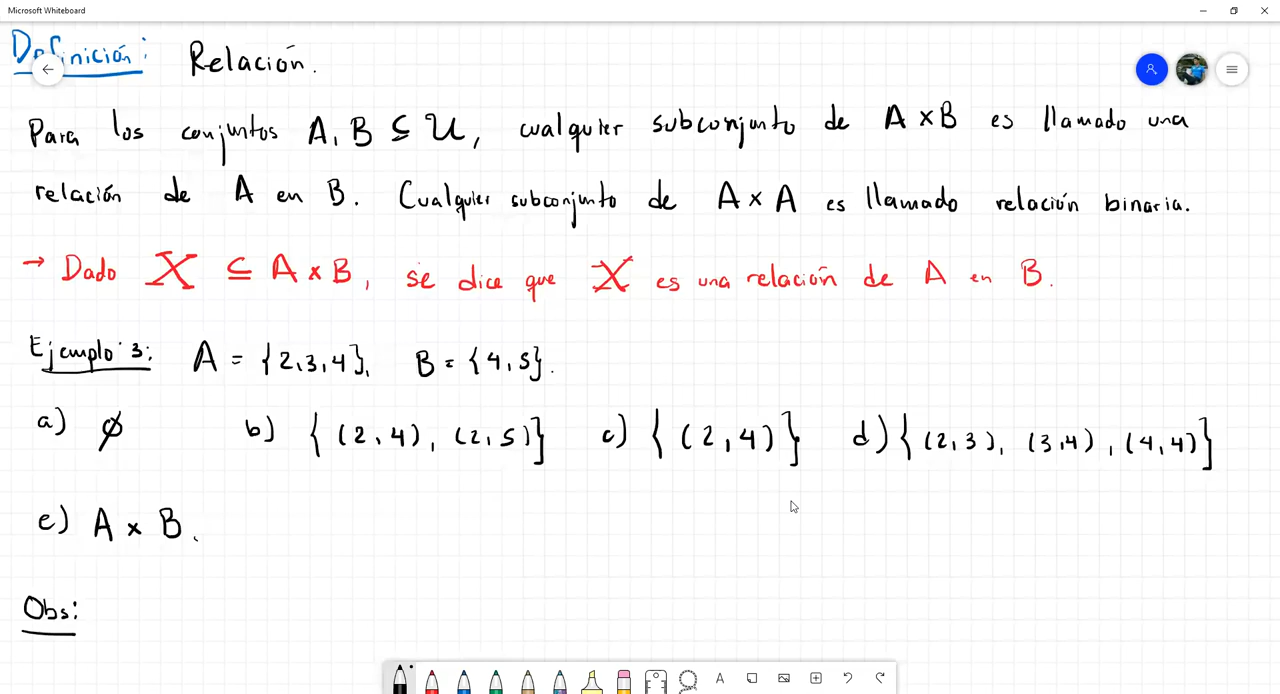 Microsoft Whiteboard
Definición: Relación.
Para los conjuntos A, B ⊆ U, cualquier subconjunto de A × B es llamado una
relación de A en B. Cualquier subconjunto de A × A es llamado relación binaria.
→ Dado X ⊆ A × B, se dice que X es una relación de A en B.
Ejemplo 3: A = {2,3,4}, B = {4,5}.
a) ∅ b) {(2,4), (2,5)} c) {(2,4)} d) {(2,3), (3,4), (4,4)}
e) A × B.
Obs:
A